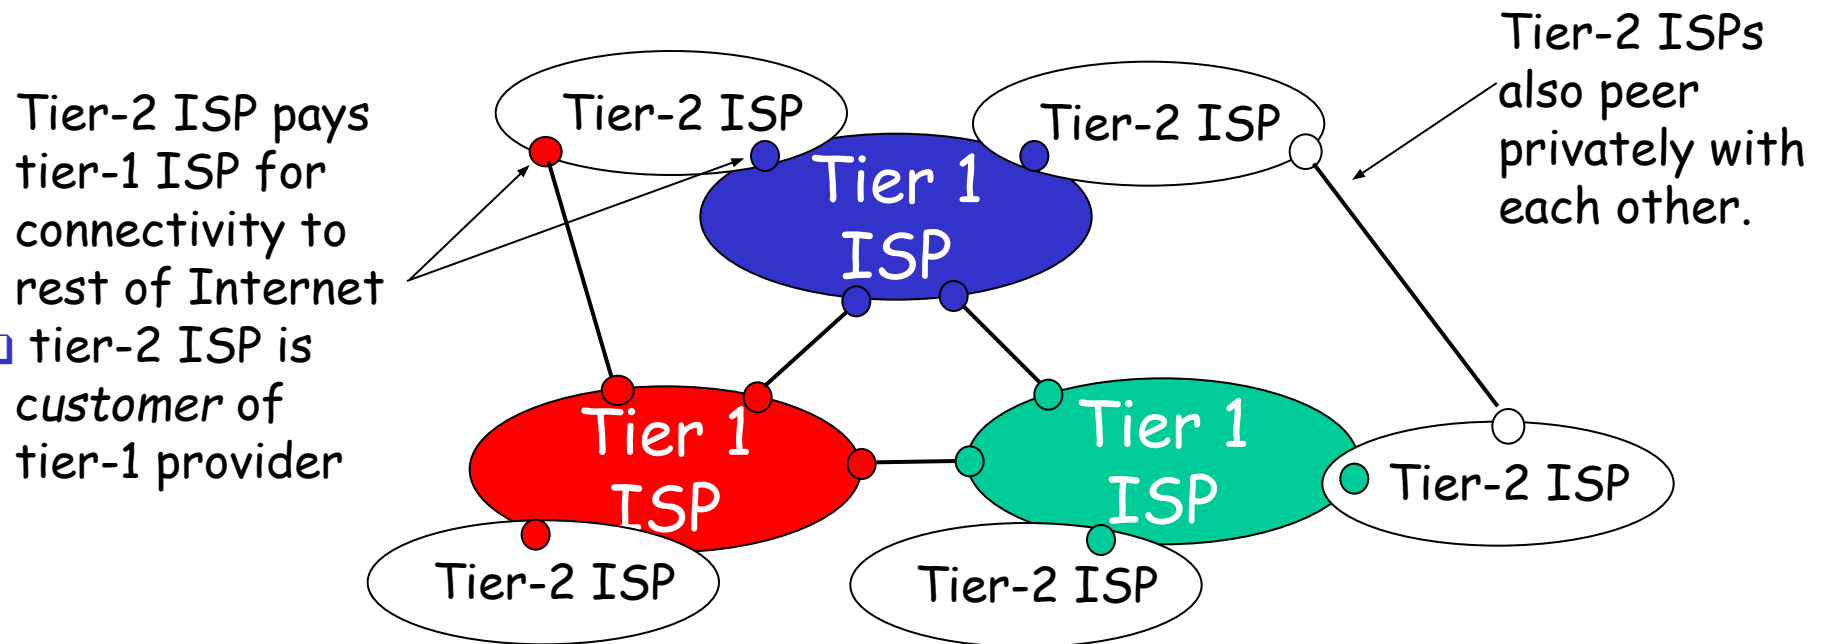 Tier-2 ISP pays
tier-1 ISP for
connectivity to
rest of Internet
tier-2 ISP is
customer of
tier-1 provider
Tier-2 ISP
Tier-2 ISP
Tier-2 ISPs
also peer
privately with
each other.
Tier 1
ISP
Tier 1
ISP
Tier 1
ISP
Tier-2 ISP
Tier-2 ISP
Tier-2 ISP